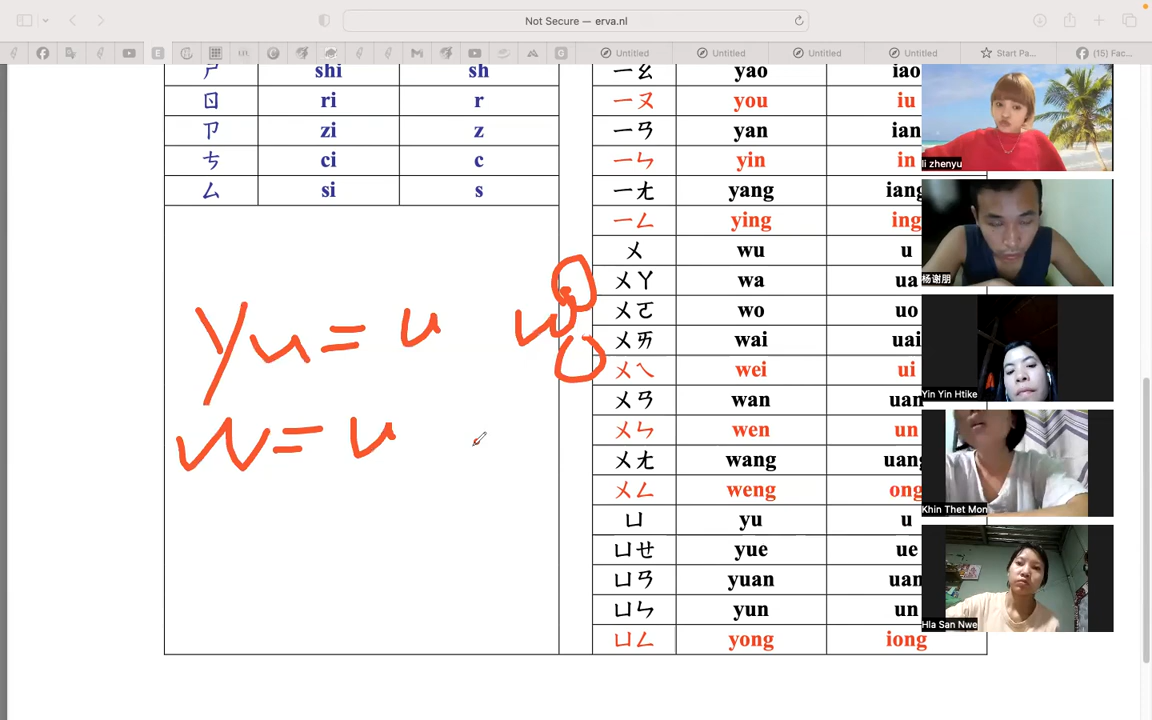 Not Secure — erva.nl
Untitled
Untitled
Untitled
Untitled
Start Pa...
(15) Fac...
ㄕ shi sh
ㄖ ri r
ㄗ zi z
ㄘ ci c
ㄙ si s
ㄧㄠ yao iao
ㄧㄡ you iu
ㄧㄢ yan ian
ㄧㄣ yin in
ㄧㄤ yang iang
ㄧㄥ ying ing
ㄨ wu u
ㄨㄚ wa ua
ㄨㄛ wo uo
ㄨㄞ wai uai
ㄨㄟ wei ui
ㄨㄢ wan uan
ㄨㄣ wen un
ㄨㄤ wang uang
ㄨㄥ weng ong
ㄩ yu u
ㄩㄝ yue ue
ㄩㄢ yuan uan
ㄩㄣ yun un
ㄩㄥ yong iong
yu = u
w = u
li zhenyu
杨谢朋
Yin Yin Htike
Khin Thet Mon
Hla San Nwe